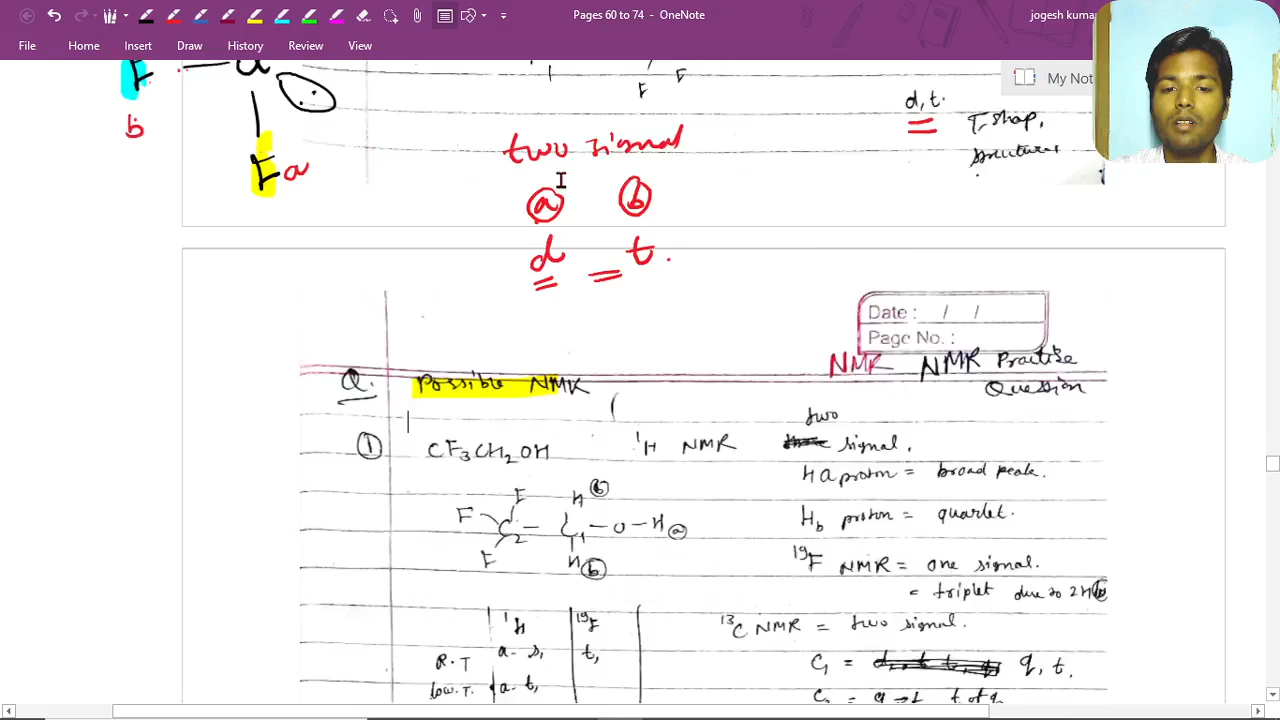 Pages 60 to 74 - OneNote
jogesh kumar
File Home Insert Draw History Review View
My Not
F
b
F a
d, t.
T shap,
structure.
F F
two signal
a b
d = t.
Date : / /
Page No. :
NMR NMR Practise
Question
Q. Possible NMR
① CF3CH2OH 1H NMR two signal.
Ha proton = broad peak.
Hb proton = quartet.
F F F C2 - C1 - O - H a
H b
H b
19F NMR = one signal.
= triplet due to 2H b
13C NMR = two signal.
C1 = q, t.
1H 19F
R.T a - s, t,
low. T. a - t,